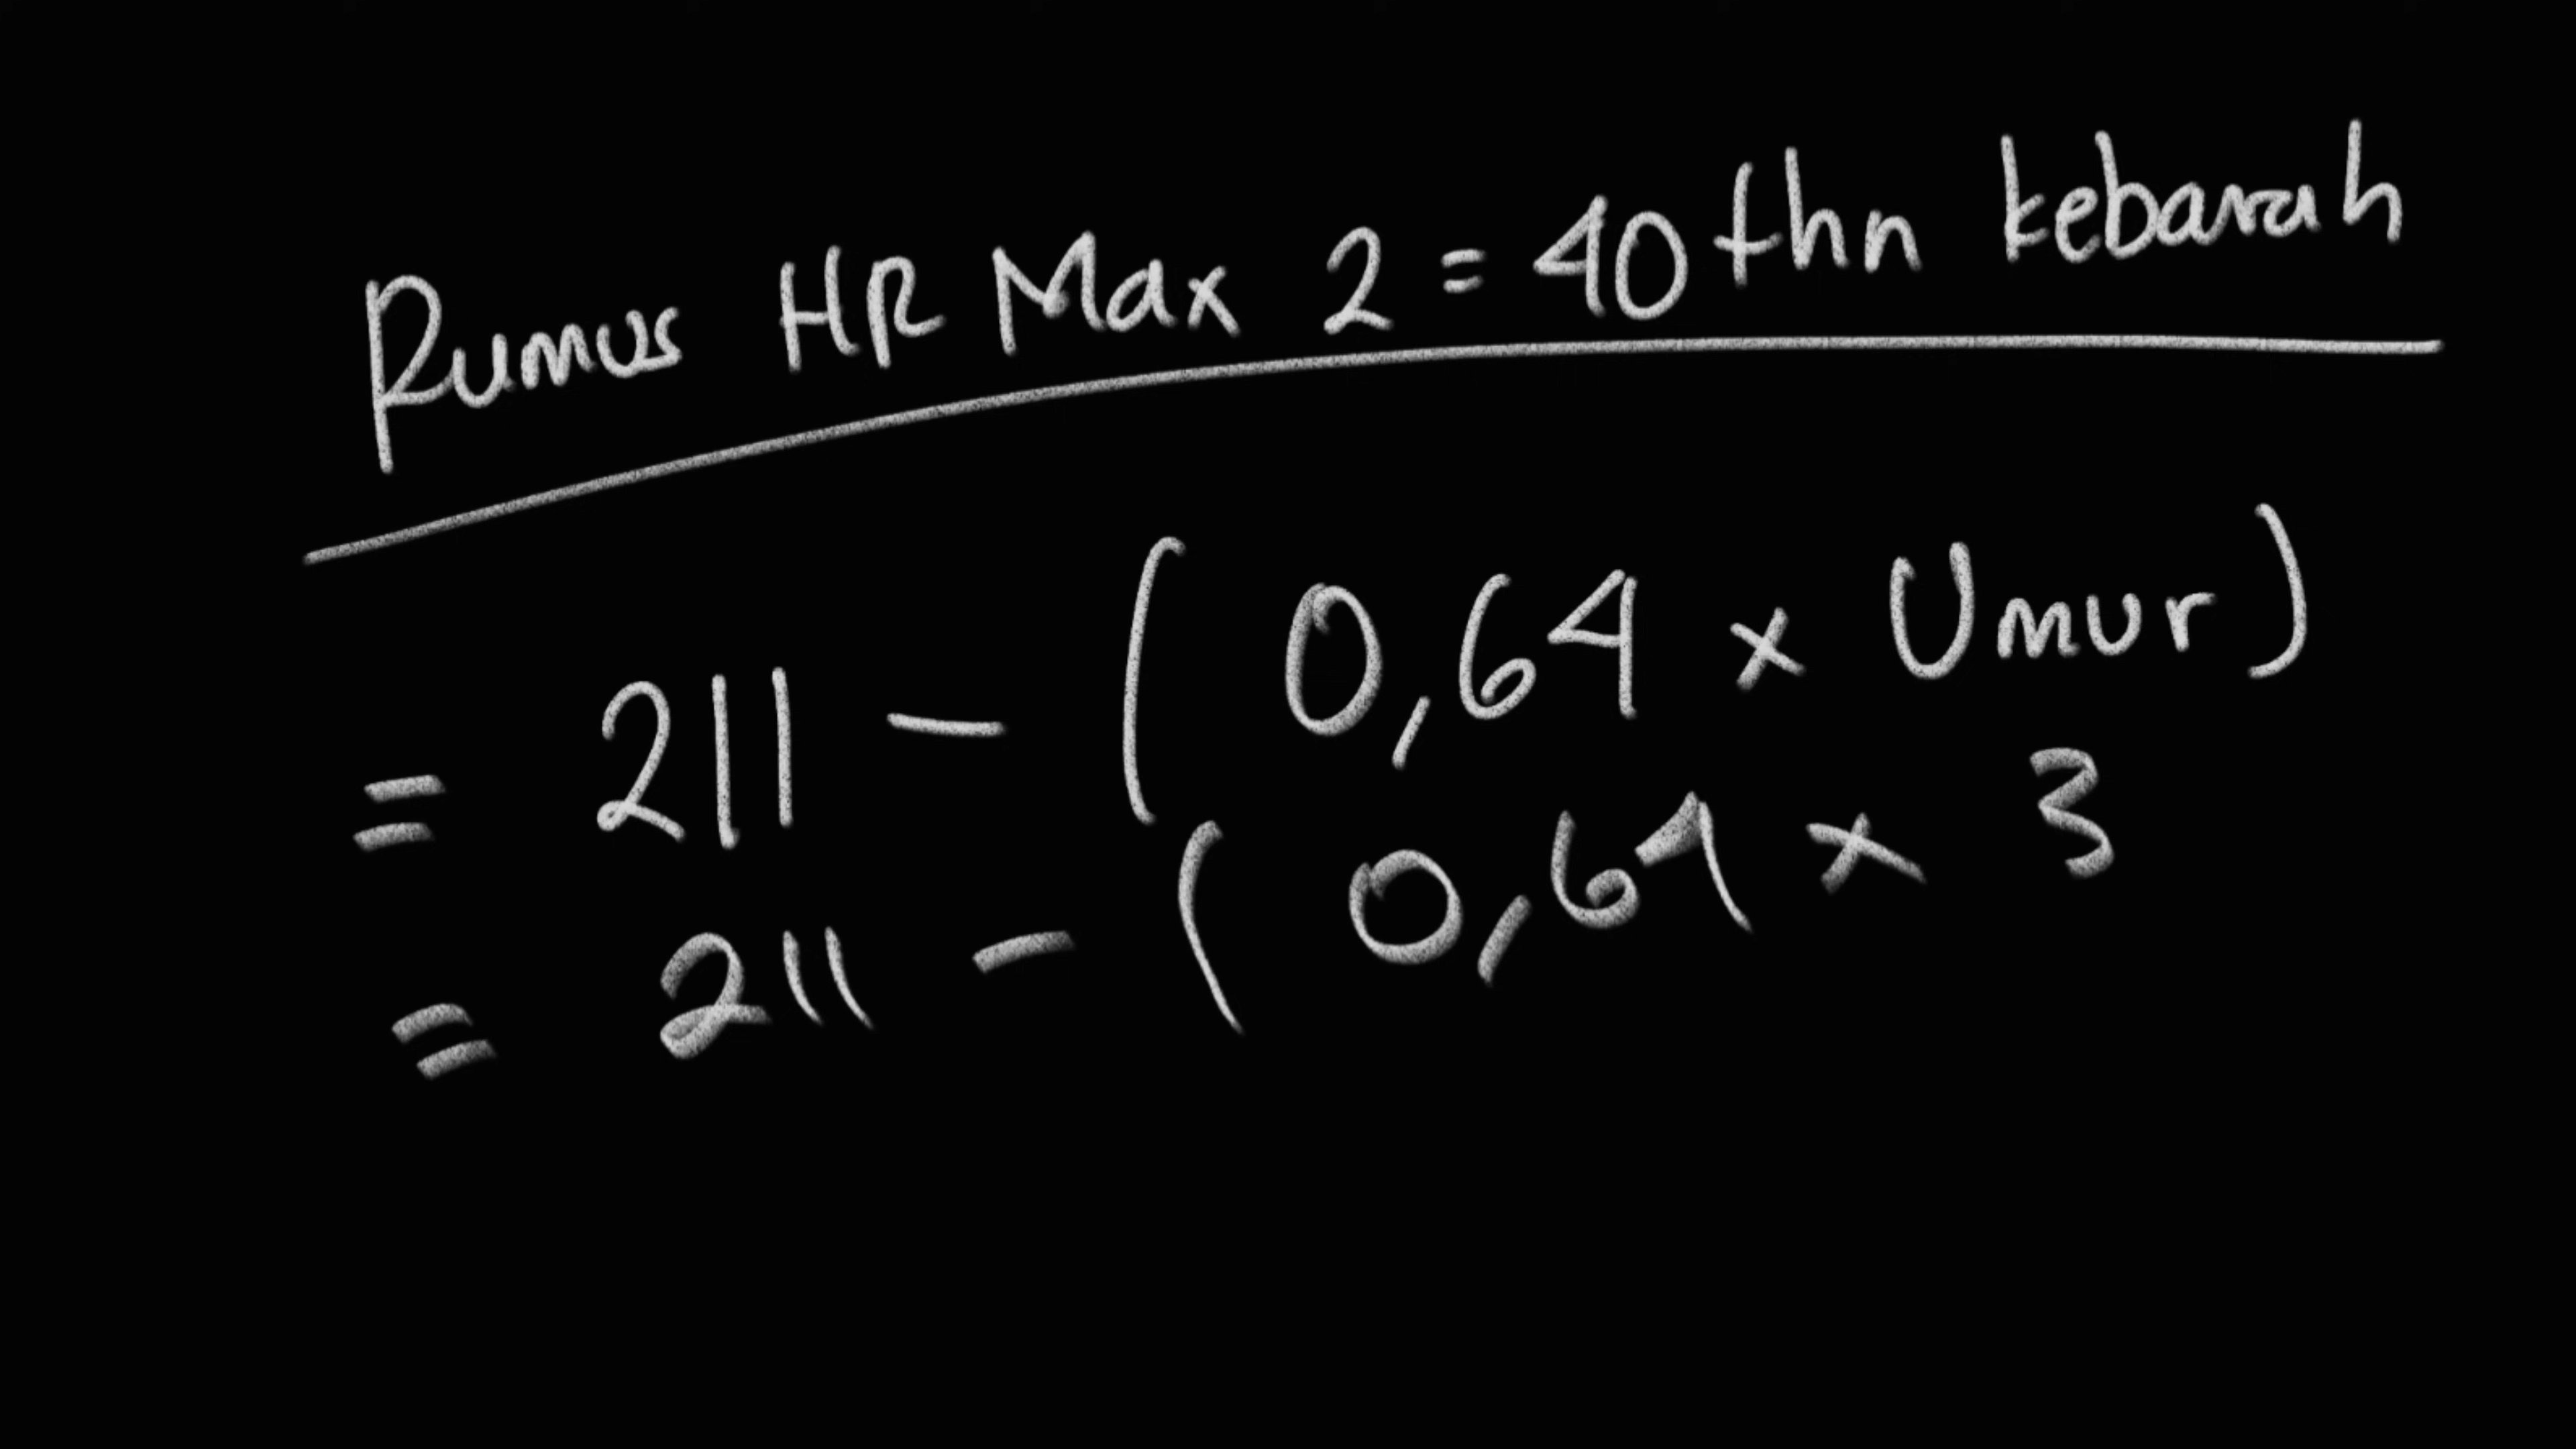 Rumus HR Max 2 = 40 thn kebawah
= 211 - ( 0,64 x Umur )
= 211 - ( 0,64 x 3